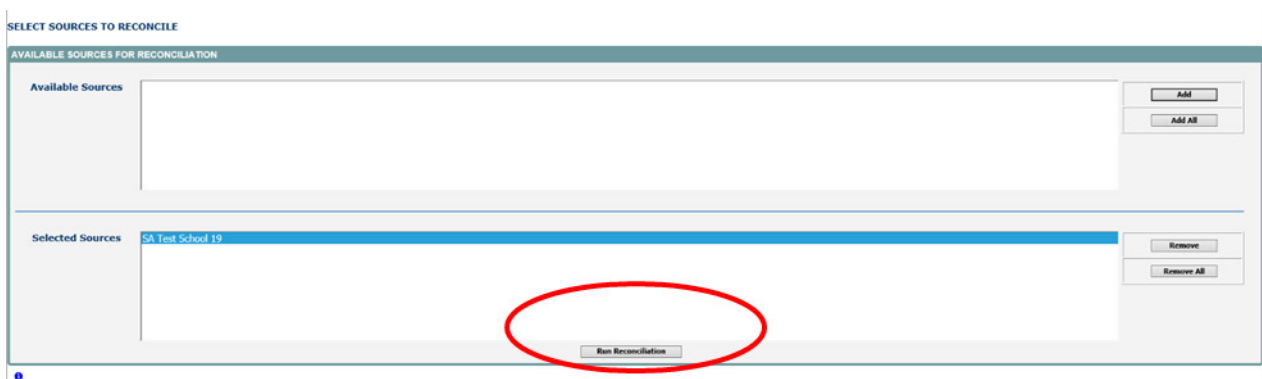 SELECT SOURCES TO RECONCILE
AVAILABLE SOURCES FOR RECONCILIATION
Available Sources
Add
Add All
Selected Sources
SA Test School 19
Remove
Remove All
Run Reconciliation